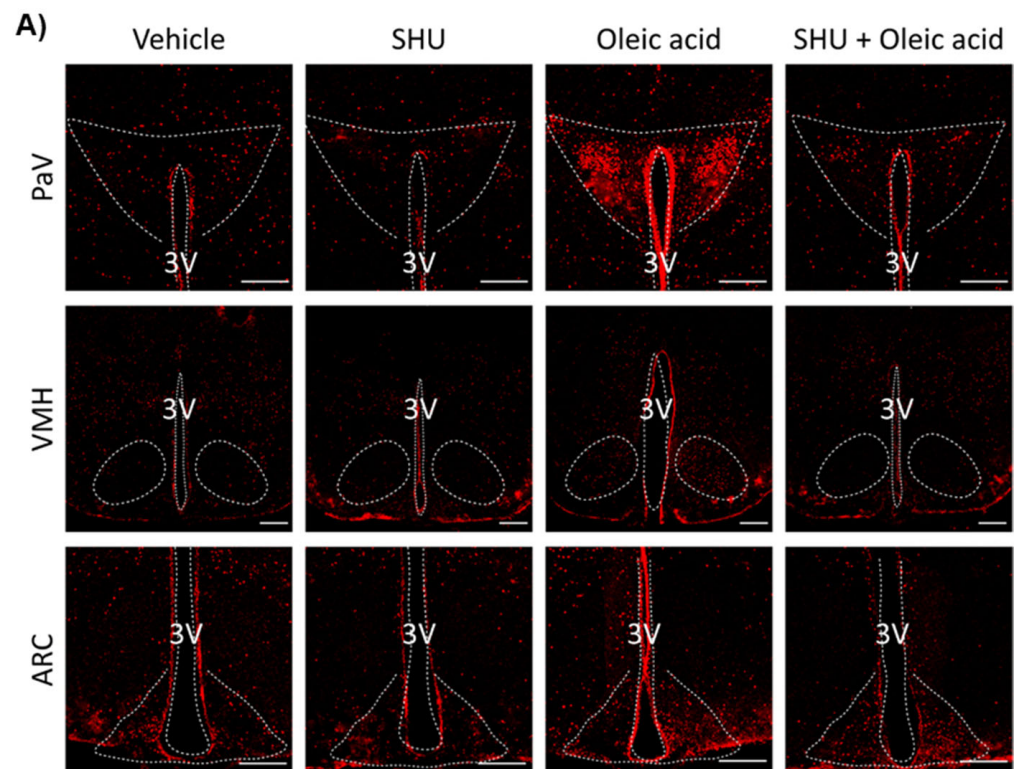 A)
Vehicle SHU Oleic acid SHU + Oleic acid
PaV
3V 3V 3V 3V
VMH
3V 3V 3V 3V
ARC
3V 3V 3V 3V